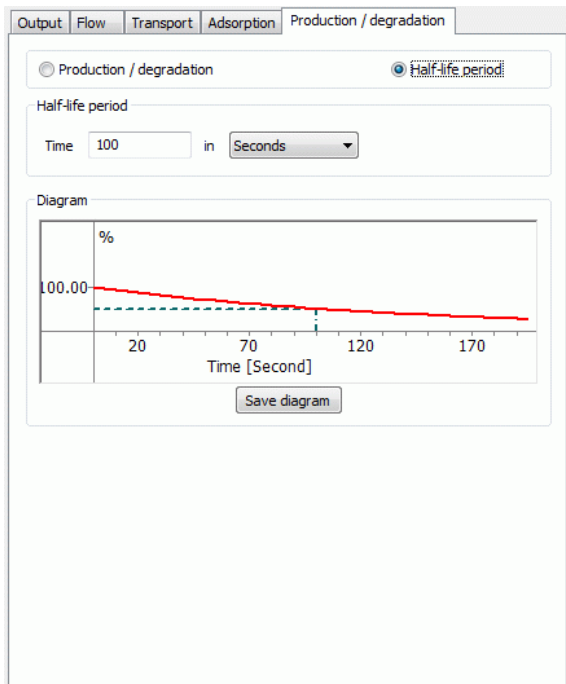 Output Flow Transport Adsorption Production / degradation
Production / degradation Half-life period
Half-life period
Time 100 in Seconds
Diagram
%
100.00
20 70 120 170
Time [Second]
Save diagram